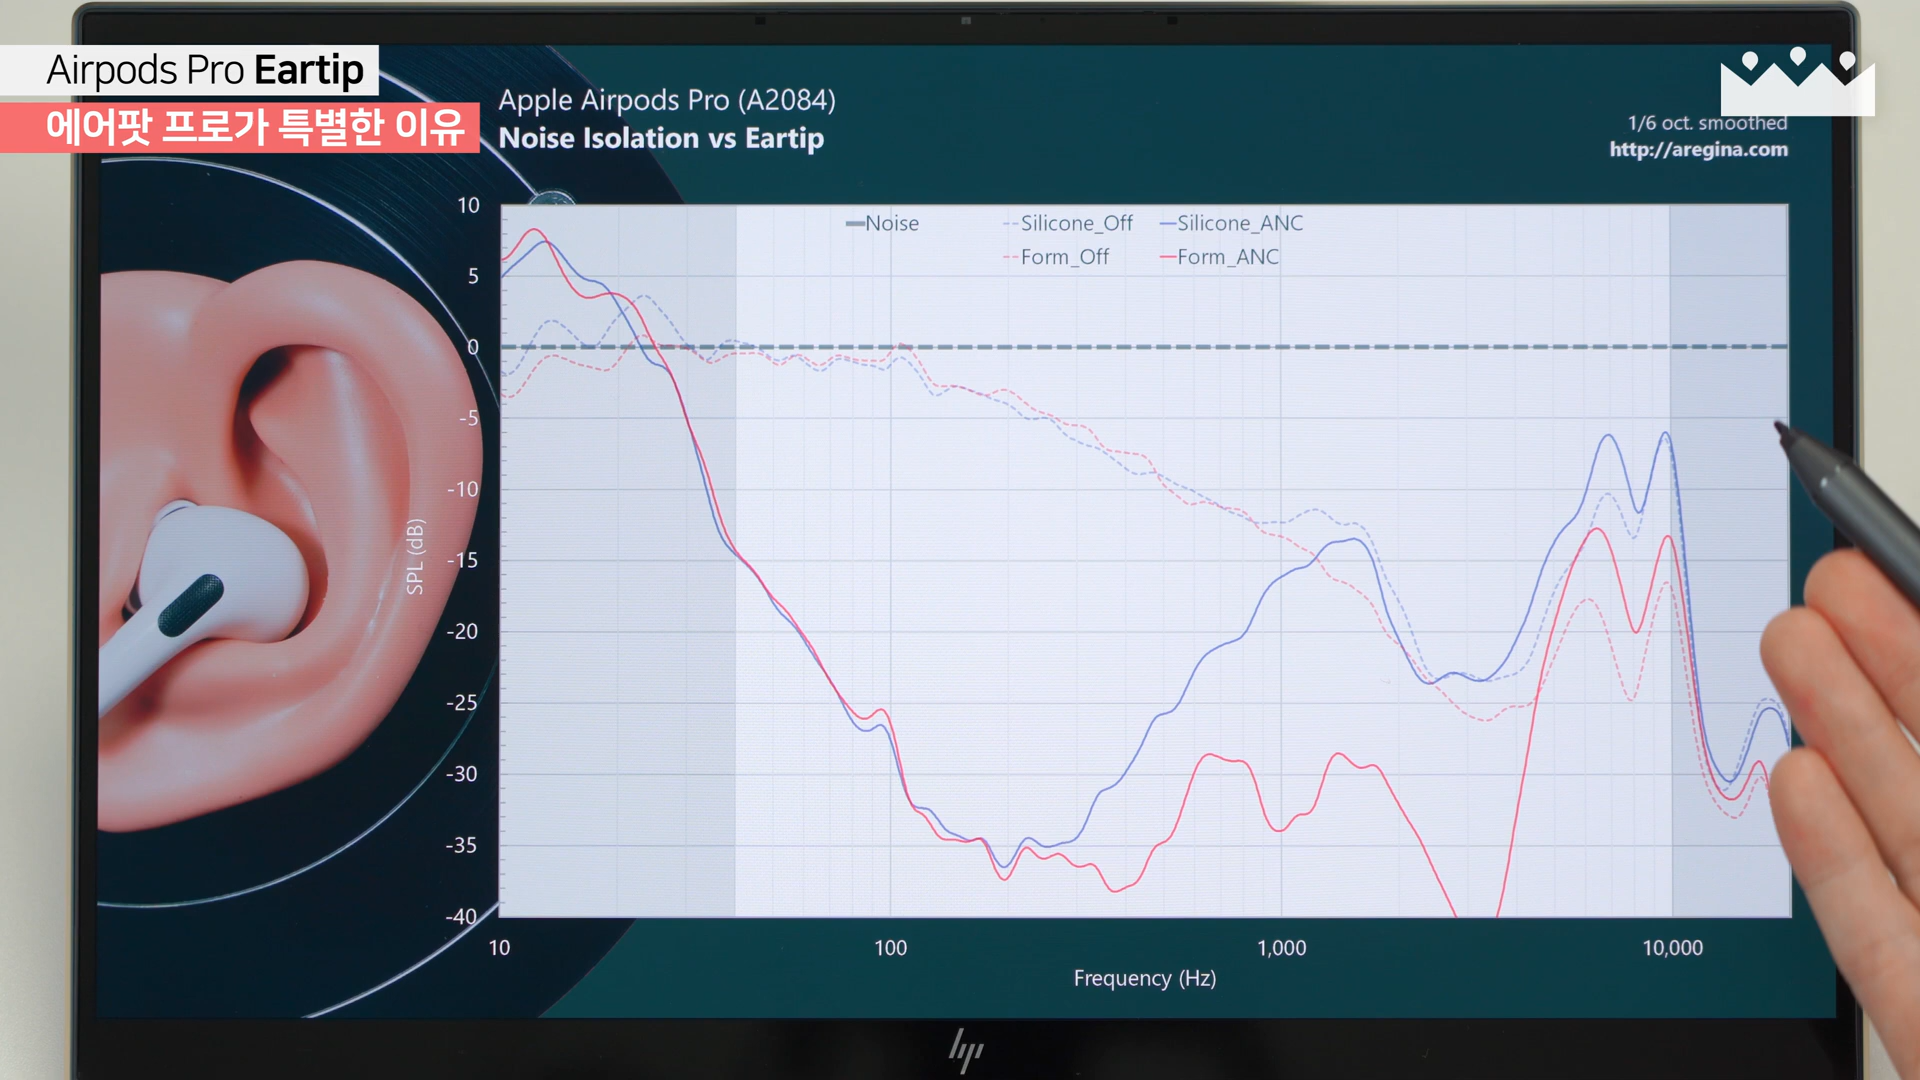 Airpods Pro Eartip
에어팟 프로가 특별한 이유
Apple Airpods Pro (A2084)
Noise Isolation vs Eartip
1/6 oct. smoothed
http://aregina.com
Noise
Silicone_Off
Silicone_ANC
Form_Off
Form_ANC
SPL (dB)
10
5
0
-5
-10
-15
-20
-25
-30
-35
-40
10
100
1,000
10,000
Frequency (Hz)
hp